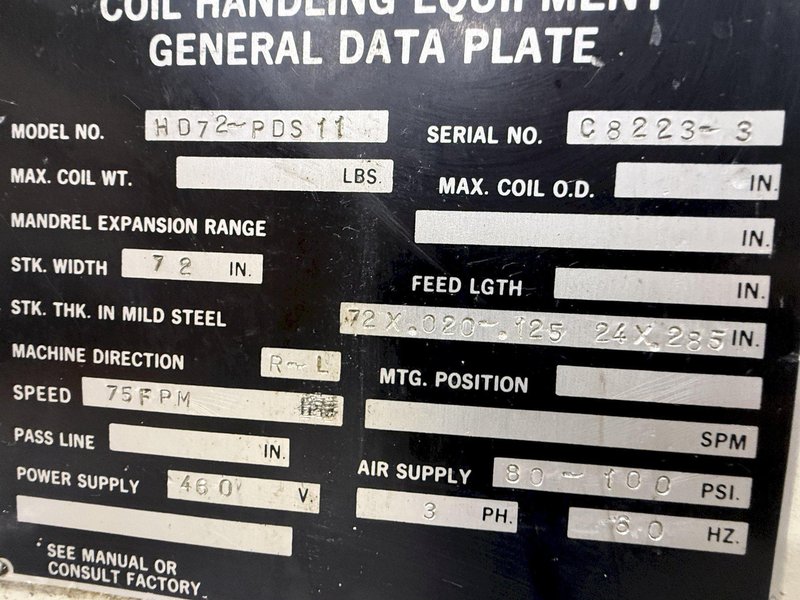 COIL HANDLING EQUIPMENT
GENERAL DATA PLATE
MODEL NO. HD72-PDS11 SERIAL NO. C8223-3
MAX. COIL WT. LBS. MAX. COIL O.D. IN.
MANDREL EXPANSION RANGE IN.
STK. WIDTH 72 IN. FEED LGTH IN.
STK. THK. IN MILD STEEL 72X.020-.125 24X.285 IN.
MACHINE DIRECTION R-L MTG. POSITION
SPEED 75FPM SPM
PASS LINE IN.
POWER SUPPLY 460 V. AIR SUPPLY 80-100 PSI.
3 PH. 60 HZ.
SEE MANUAL OR
CONSULT FACTORY